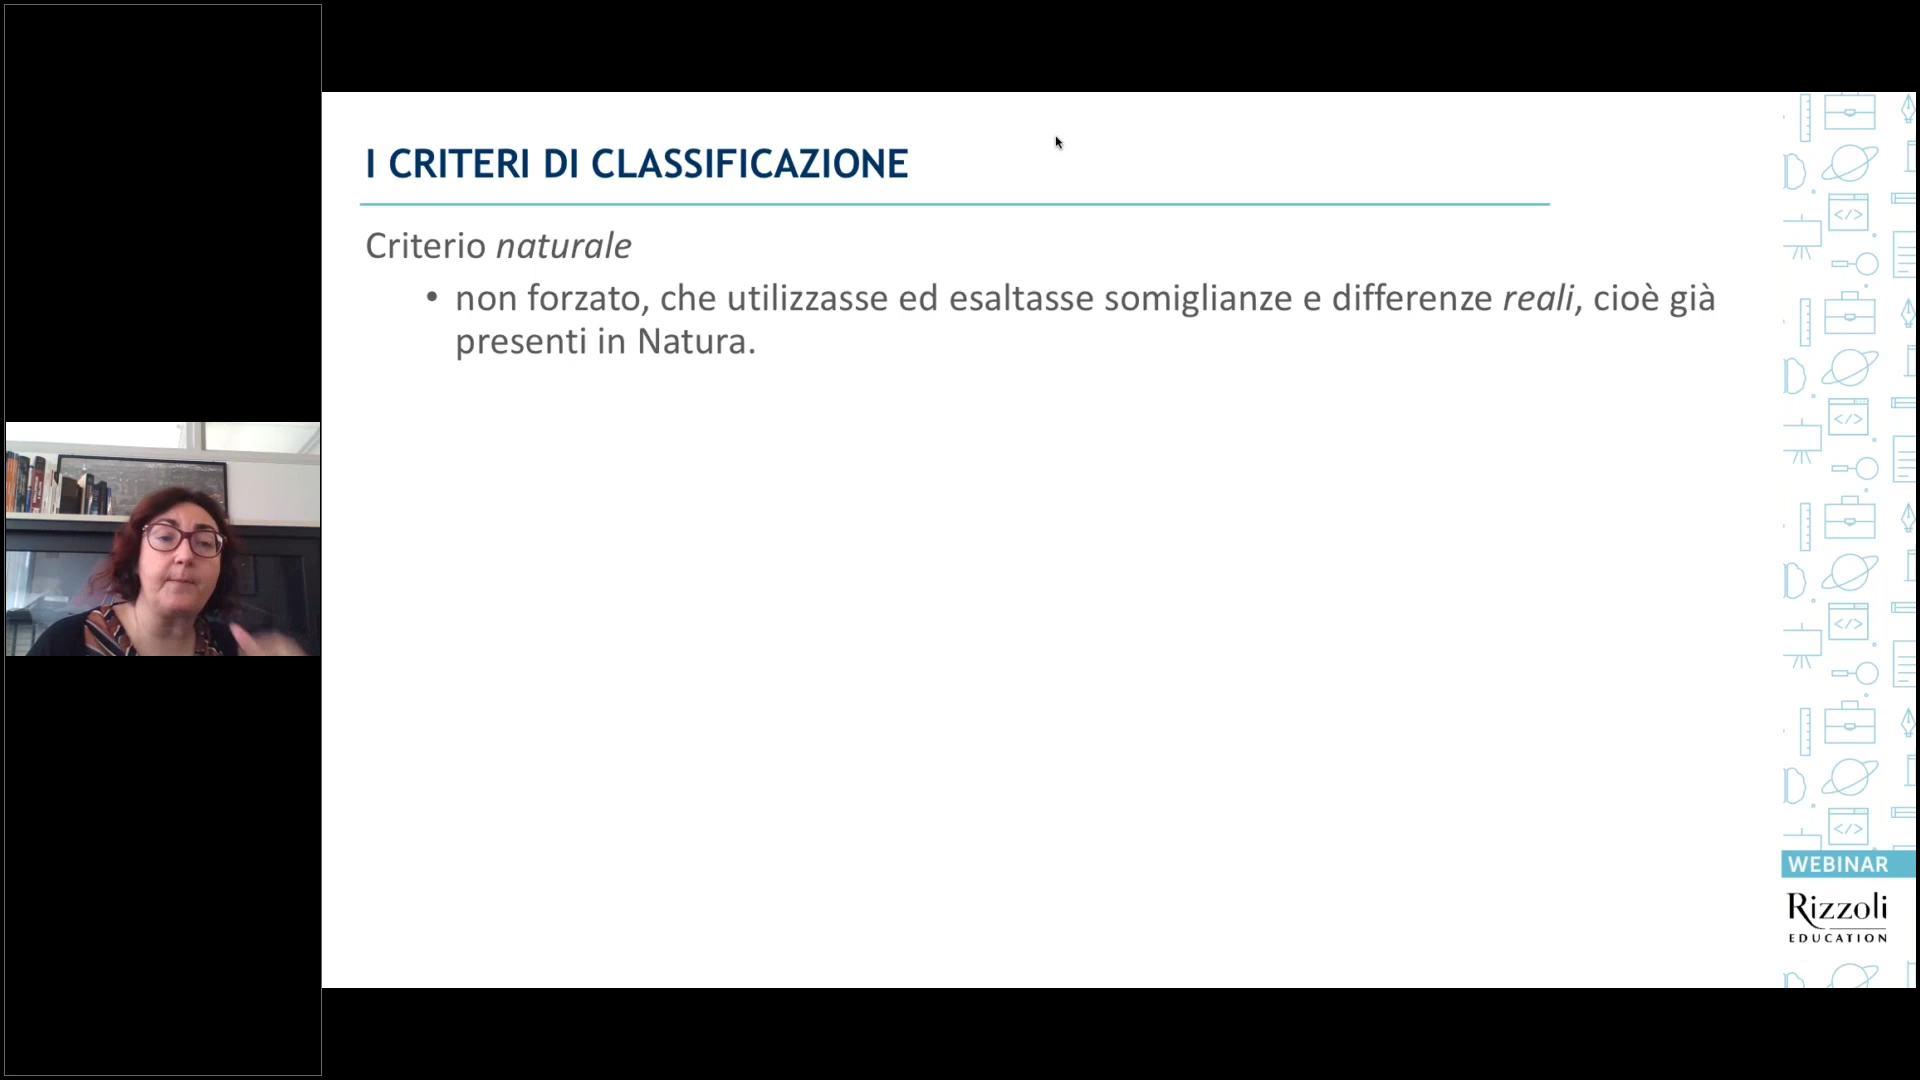 I CRITERI DI CLASSIFICAZIONE
Criterio naturale
• non forzato, che utilizzasse ed esaltasse somiglianze e differenze reali, cioè già
presenti in Natura.
</>
</>
</>
</>
WEBINAR
Rizzoli
EDUCATION